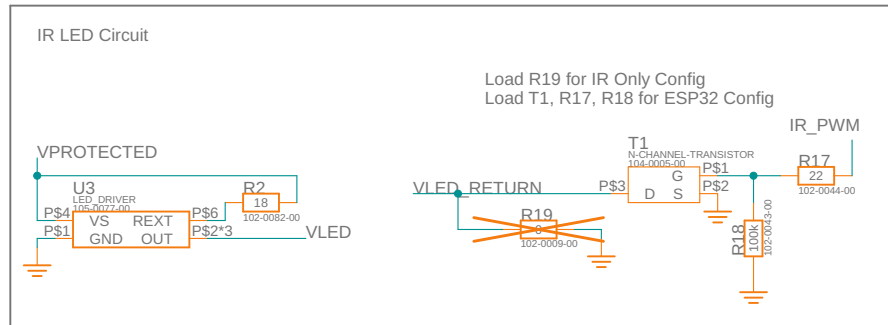 IR LED Circuit
Load R19 for IR Only Config
Load T1, R17, R18 for ESP32 Config
IR_PWM
VPROTECTED
T1
N-CHANNEL-TRANSISTOR
104-0005-00
U3
LED_DRIVER
105-0077-00
R2
18
102-0082-00
P$4
VS
REXT
P$6
P$1
GND
OUT
P$2*3
VLED
VLED_RETURN
P$3
D
G
S
P$1
P$2
R17
22
102-0044-00
R19
0
102-0009-00
R18
100k
102-0043-00